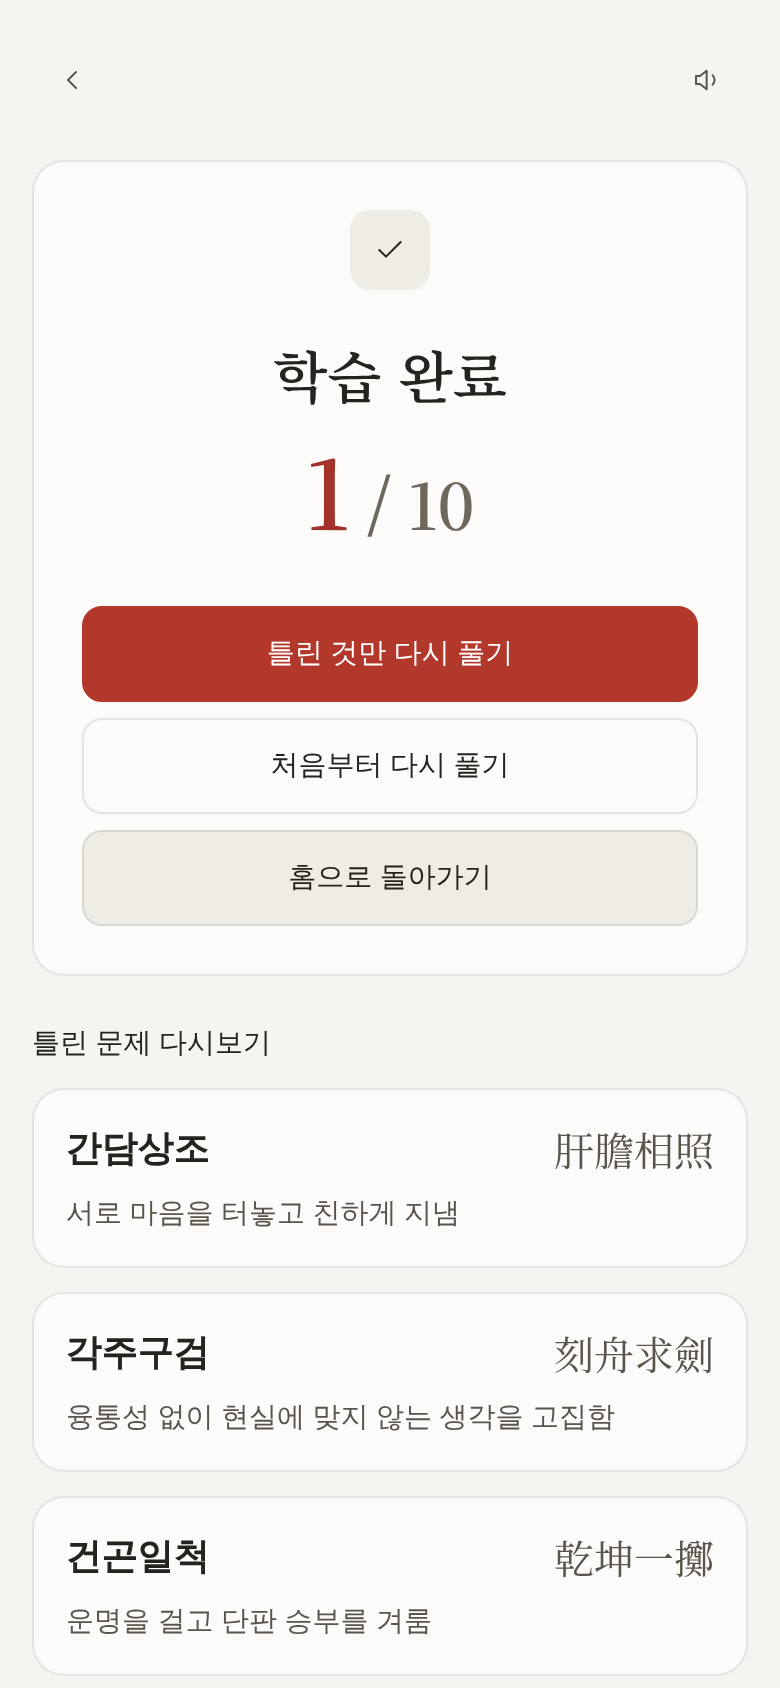 학습 완료
1 / 10
틀린 것만 다시 풀기
처음부터 다시 풀기
홈으로 돌아가기
틀린 문제 다시보기
간담상조 肝膽相照
서로 마음을 터놓고 친하게 지냄
각주구검 刻舟求劍
융통성 없이 현실에 맞지 않는 생각을 고집함
건곤일척 乾坤一擲
운명을 걸고 단판 승부를 겨룸